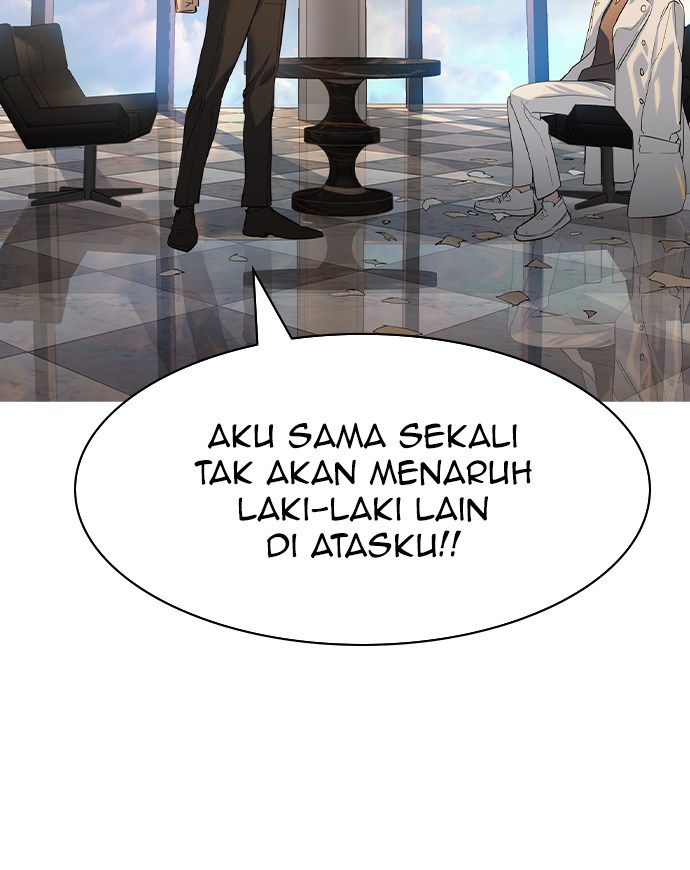 AKU SAMA SEKALI
TAK AKAN MENARUH
LAKI-LAKI LAIN
DI ATASKU!!